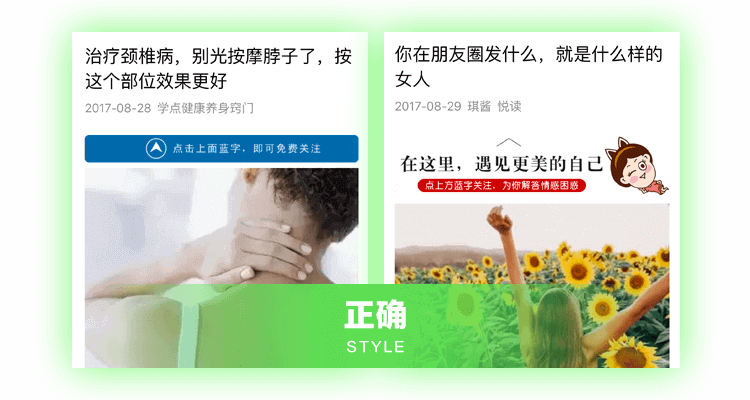 治疗颈椎病，别光按摩脖子了，按
这个部位效果更好
2017-08-28 学点健康养身窍门
点击上面蓝字，即可免费关注
你在朋友圈发什么，就是什么样的
女人
2017-08-29 琪酱 悦读
在这里，遇见更美的自己
点上方蓝字关注，为你解答情感困惑
正确
STYLE